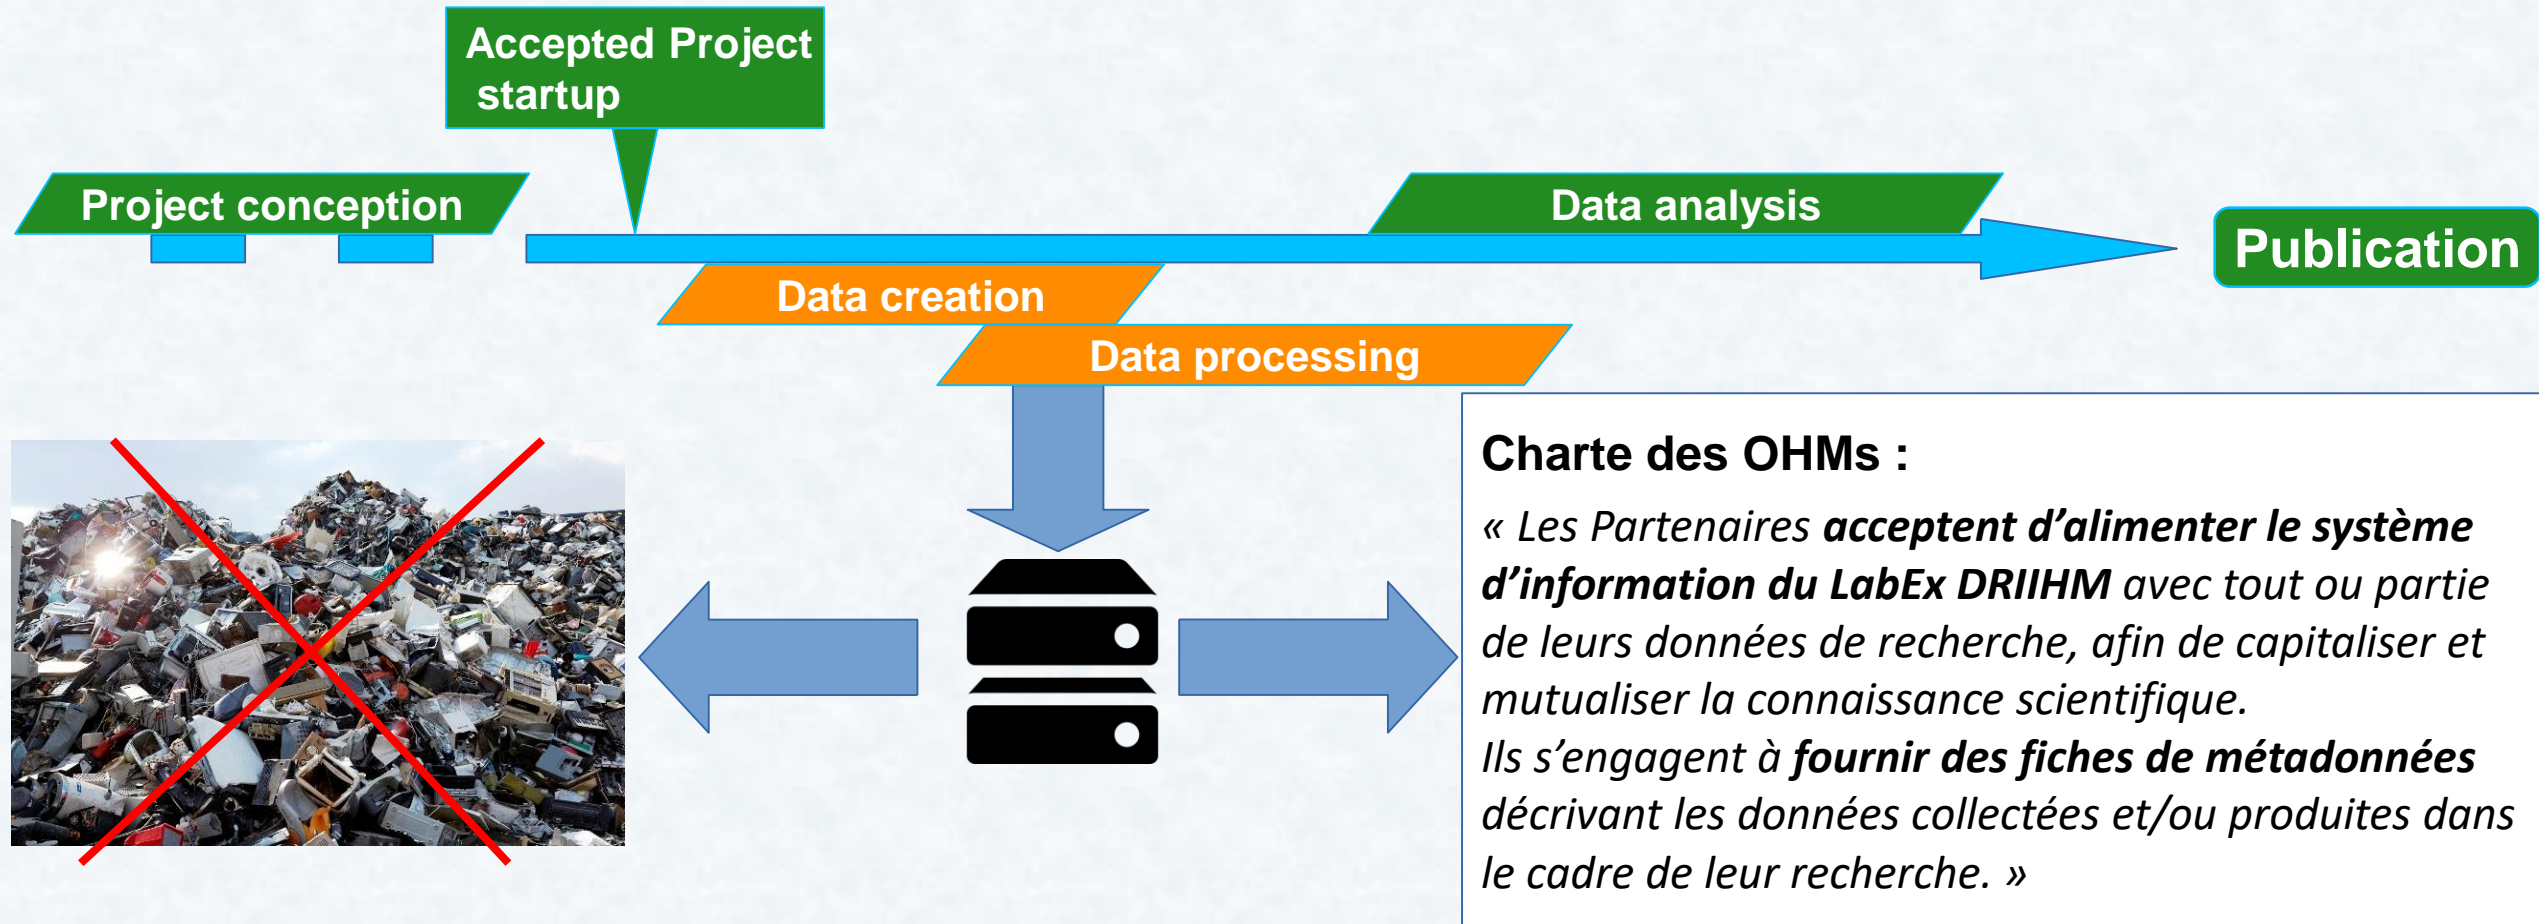 Accepted Project
startup
Project conception
Data analysis
Publication
Data creation
Data processing
Charte des OHMs :
« Les Partenaires acceptent d’alimenter le système
d’information du LabEx DRIIHM avec tout ou partie
de leurs données de recherche, afin de capitaliser et
mutualiser la connaissance scientifique.
Ils s’engagent à fournir des fiches de métadonnées
décrivant les données collectées et/ou produites dans
le cadre de leur recherche. »